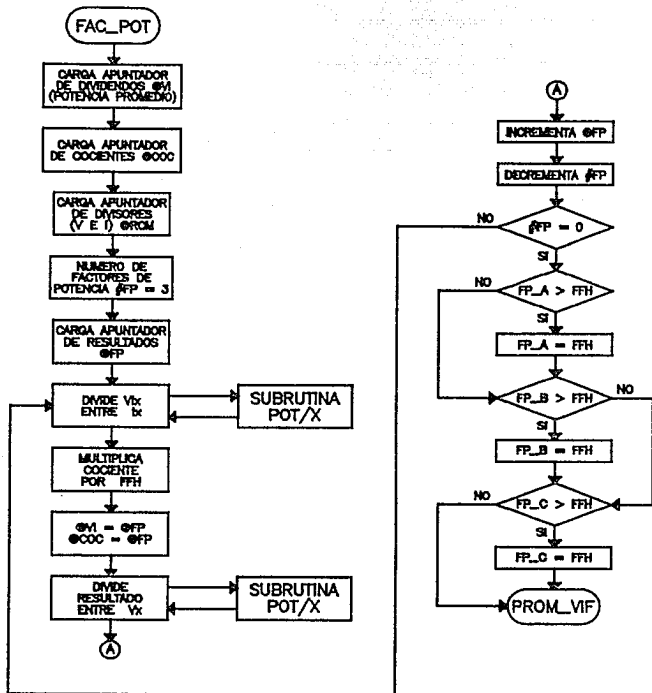 FAC_POT
CARGA APUNTADOR
DE DIVIDENDOS @VI
(POTENCIA PROMEDIO)
CARGA APUNTADOR
DE COCIENTES @COC
CARGA APUNTADOR
DE DIVISORES
(V E I) @RCM
NUMERO DE
FACTORES DE
POTENCIA #FP = 3
CARGA APUNTADOR
DE RESULTADOS
@FP
DIVIDE VIx
ENTRE Ix
SUBRUTINA
POT/X
MULTIPLICA
COCIENTE
POR FFH
@VI = @FP
@COC = @FP
DIVIDE
RESULTADO
ENTRE Vx
SUBRUTINA
POT/X
A
A
INCREMENTA @FP
DECREMENTA #FP
NO
#FP = 0
SI
NO
FP_A > FFH
SI
FP_A = FFH
FP_B > FFH
NO
SI
FP_B = FFH
NO
FP_C > FFH
SI
FP_C = FFH
PROM_VIF